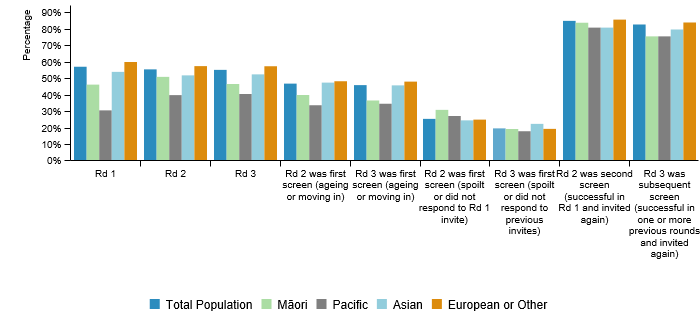 Percentage
90%
80%
70%
60%
50%
40%
30%
20%
10%
0%
Rd 1
Rd 2
Rd 3
Rd 2 was first
screen (ageing
or moving in)
Rd 3 was first
screen (ageing
or moving in)
Rd 2 was first
screen (spoilt
or did not
respond to Rd 1
invite)
Rd 3 was first
screen (spoilt
or did not
respond to
previous
invites)
Rd 2 was second
screen
(successful in
Rd 1 and invited
again)
Rd 3 was
subsequent
screen
(successful in
one or more
previous rounds
and invited
again)
Total Population
Māori
Pacific
Asian
European or Other